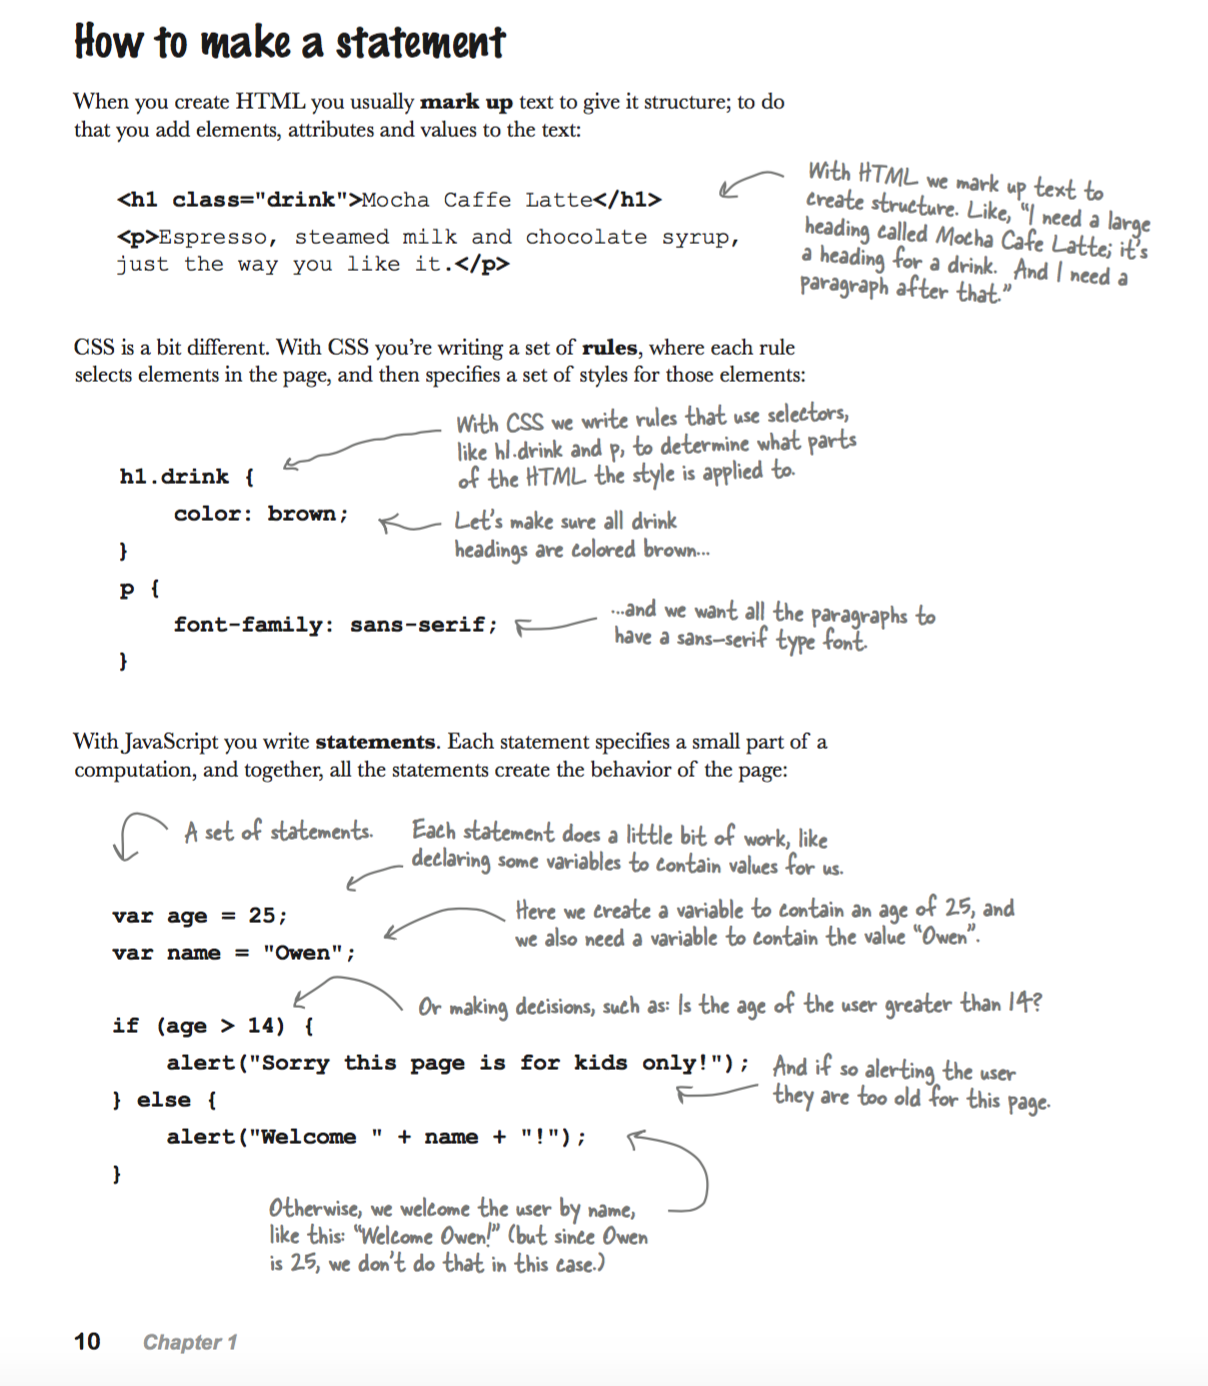 How to make a statement
When you create HTML you usually mark up text to give it structure; to do
that you add elements, attributes and values to the text:
<h1 class="drink">Mocha Caffe Latte</h1>
<p>Espresso, steamed milk and chocolate syrup,
just the way you like it.</p>
With HTML we mark up text to
create structure. Like, "I need a large
heading called Mocha Cafe Latte; it's
a heading for a drink. And I need a
paragraph after that."
CSS is a bit different. With CSS you're writing a set of rules, where each rule
selects elements in the page, and then specifies a set of styles for those elements:
With CSS we write rules that use selectors,
like h1.drink and p, to determine what parts
of the HTML the style is applied to.
h1.drink {
color: brown;
Let's make sure all drink
headings are colored brown...
}
p {
font-family: sans-serif;
...and we want all the paragraphs to
have a sans-serif type font.
}
With JavaScript you write statements. Each statement specifies a small part of a
computation, and together, all the statements create the behavior of the page:
A set of statements.
Each statement does a little bit of work, like
declaring some variables to contain values for us.
var age = 25;
var name = "Owen";
Here we create a variable to contain an age of 25, and
we also need a variable to contain the value "Owen".
Or making decisions, such as: Is the age of the user greater than 14?
if (age > 14) {
alert("Sorry this page is for kids only!");
And if so alerting the user
they are too old for this page.
} else {
alert("Welcome " + name + "!");
}
Otherwise, we welcome the user by name,
like this: "Welcome Owen!" (but since Owen
is 25, we don't do that in this case.)
10 Chapter 1